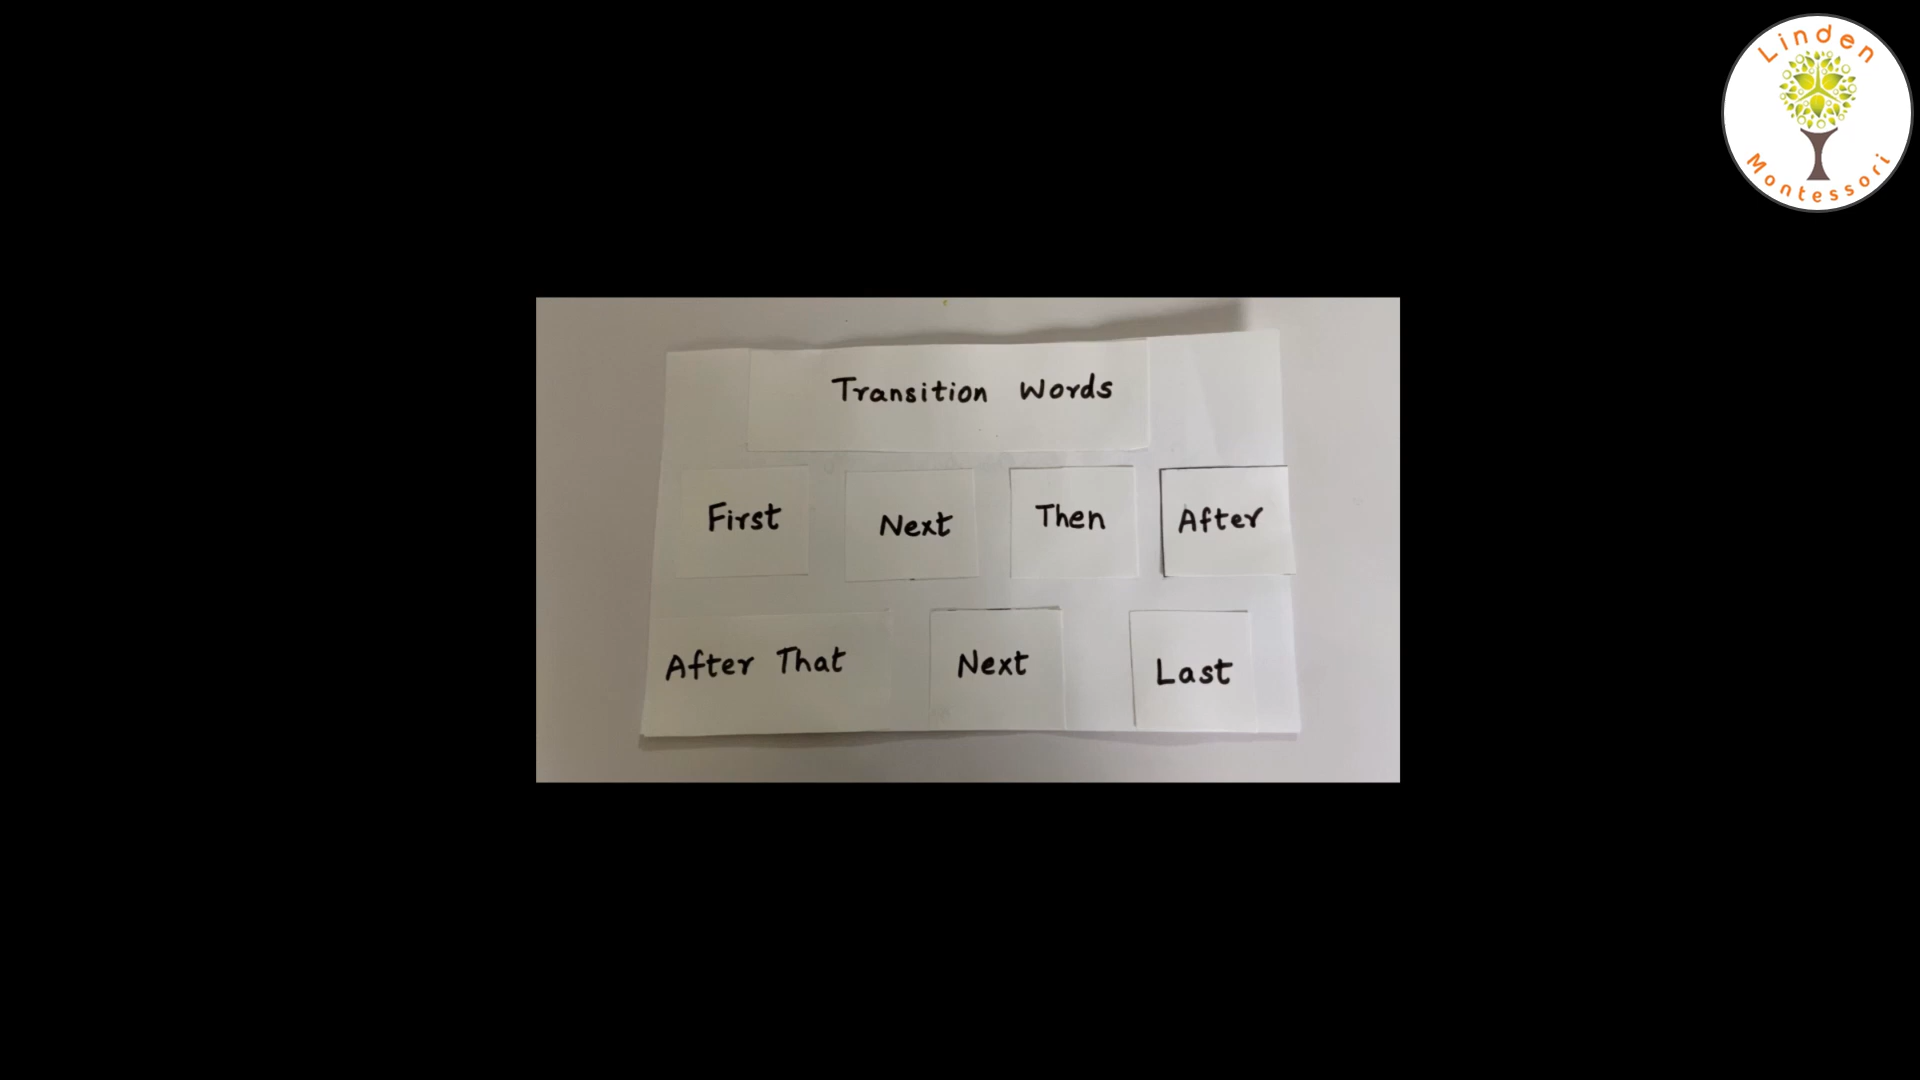 Linden
Montessori
Transition Words
First Next Then After
After That Next Last